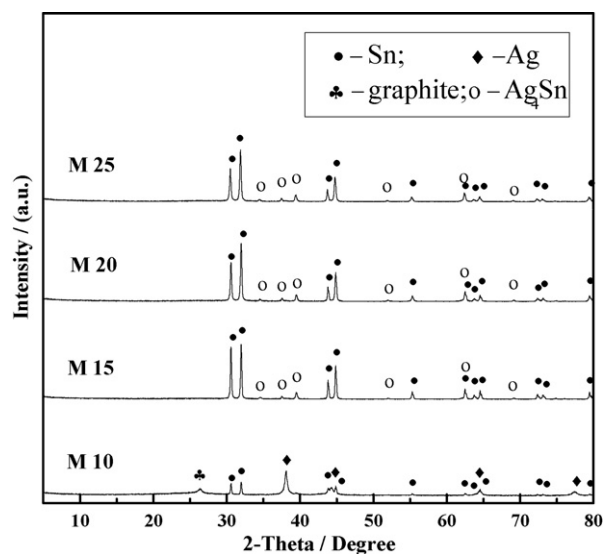 ● – Sn; ♦ – Ag
♣ – graphite; o – Ag4Sn
M 25
M 20
M 15
M 10
Intensity / (a.u.)
10 20 30 40 50 60 70 80
2-Theta / Degree